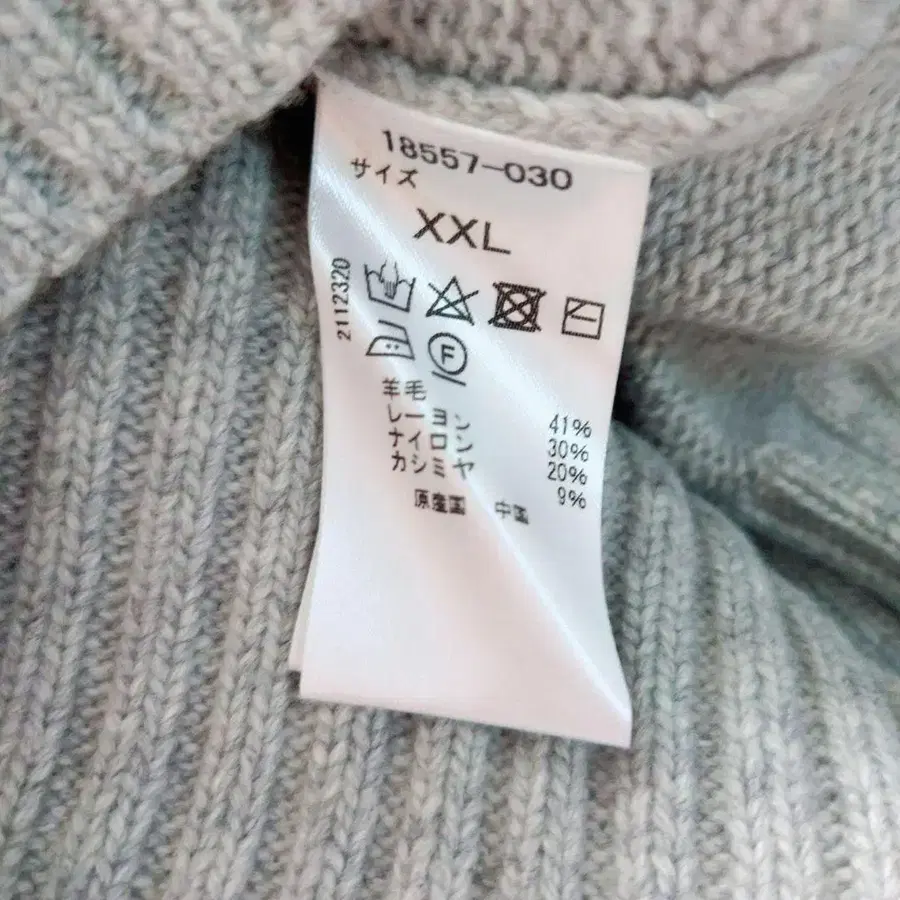 18557-030
サイズ
XXL
2112320
F
羊毛 41%
レーヨン 30%
ナイロン 20%
カシミヤ 9%
原産国 中国